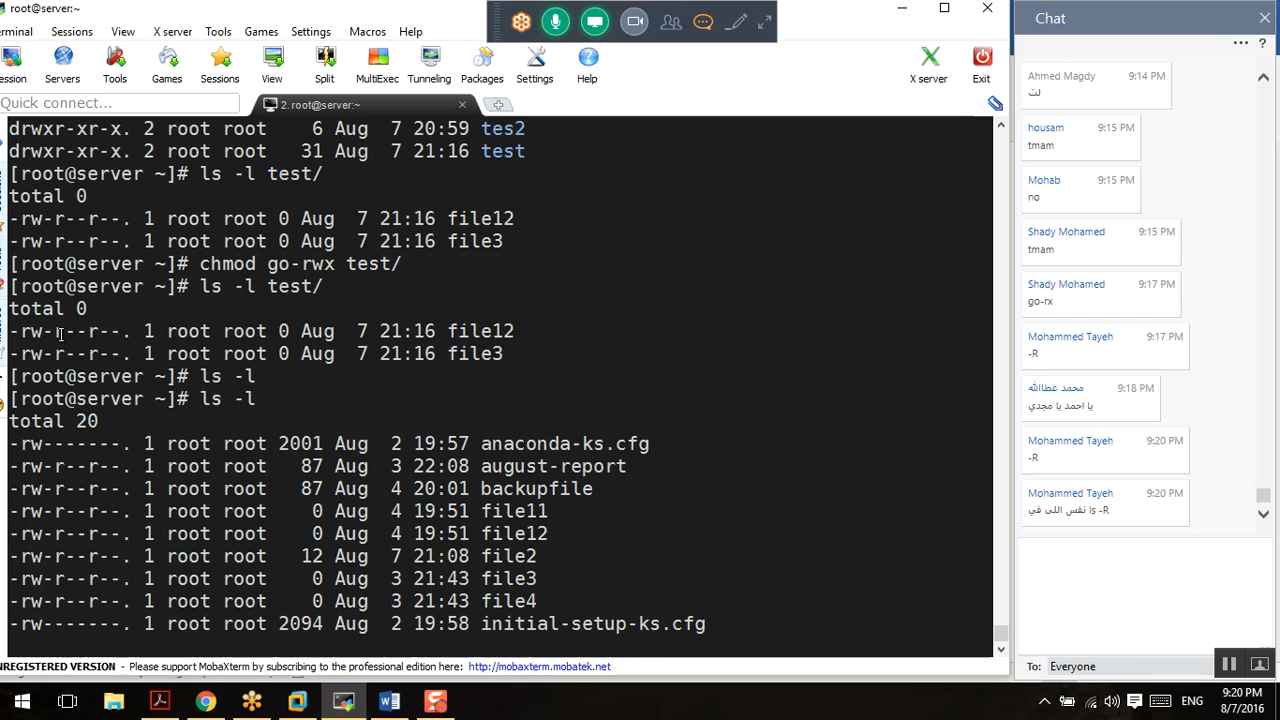 root@server:~
erminal Sessions View X server Tools Games Settings Macros Help
ession Servers Tools Games Sessions View Split MultiExec Tunneling Packages Settings Help X server Exit
Quick connect...
2. root@server:~
drwxr-xr-x. 2 root root 6 Aug 7 20:59 tes2
drwxr-xr-x. 2 root root 31 Aug 7 21:16 test
[root@server ~]# ls -l test/
total 0
-rw-r--r--. 1 root root 0 Aug 7 21:16 file12
-rw-r--r--. 1 root root 0 Aug 7 21:16 file3
[root@server ~]# chmod go-rwx test/
[root@server ~]# ls -l test/
total 0
-rw-r--r--. 1 root root 0 Aug 7 21:16 file12
-rw-r--r--. 1 root root 0 Aug 7 21:16 file3
[root@server ~]# ls -l
[root@server ~]# ls -l
total 20
-rw-------. 1 root root 2001 Aug 2 19:57 anaconda-ks.cfg
-rw-r--r--. 1 root root 87 Aug 3 22:08 august-report
-rw-r--r--. 1 root root 87 Aug 4 20:01 backupfile
-rw-r--r--. 1 root root 0 Aug 4 19:51 file11
-rw-r--r--. 1 root root 0 Aug 4 19:51 file12
-rw-r--r--. 1 root root 12 Aug 7 21:08 file2
-rw-r--r--. 1 root root 0 Aug 3 21:43 file3
-rw-r--r--. 1 root root 0 Aug 3 21:43 file4
-rw-------. 1 root root 2094 Aug 2 19:58 initial-setup-ks.cfg
NREGISTERED VERSION - Please support MobaXterm by subscribing to the professional edition here: http://mobaxterm.mobatek.net
Chat
Ahmed Magdy 9:14 PM
لت
housam 9:15 PM
tmam
Mohab 9:15 PM
no
Shady Mohamed 9:15 PM
tmam
Shady Mohamed 9:15 PM
go-rx
Mohammed Tayeh 9:17 PM
-R
محمد عطاالله 9:18 PM
يا احمد يا مجدي
Mohammed Tayeh 9:20 PM
-R
Mohammed Tayeh 9:20 PM
ls -R نفس اللى في
To: Everyone
ENG
9:20 PM
8/7/2016